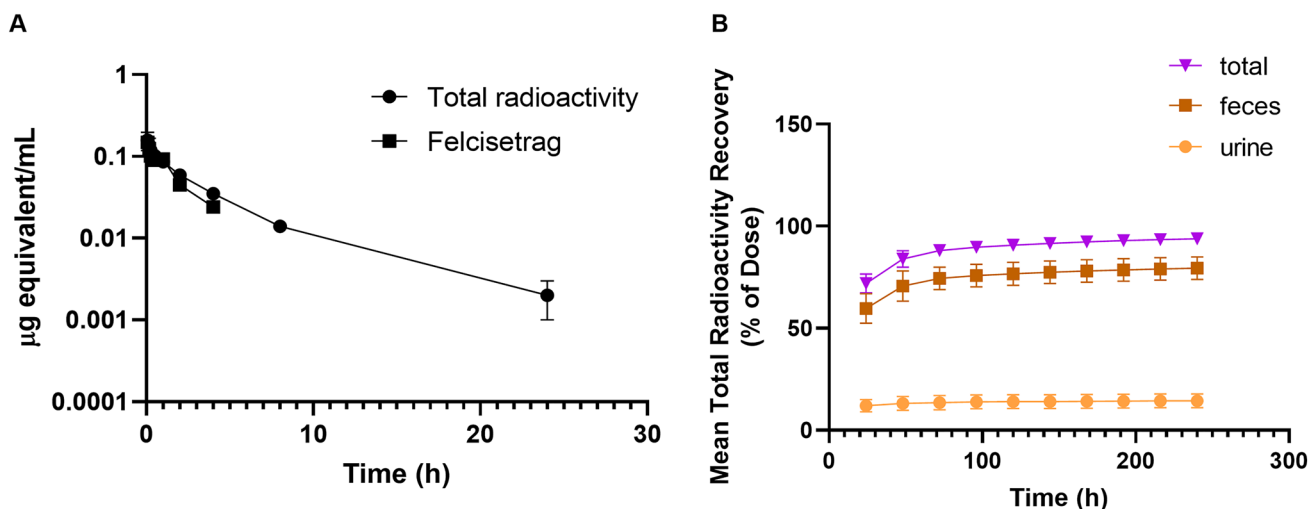 A
µg equivalent/mL
1
0.1
0.01
0.001
0.0001
0
10
20
30
Time (h)
Total radioactivity
Felcisetrag
B
Mean Total Radioactivity Recovery
(% of Dose)
150
100
50
0
0
100
200
300
Time (h)
total
feces
urine